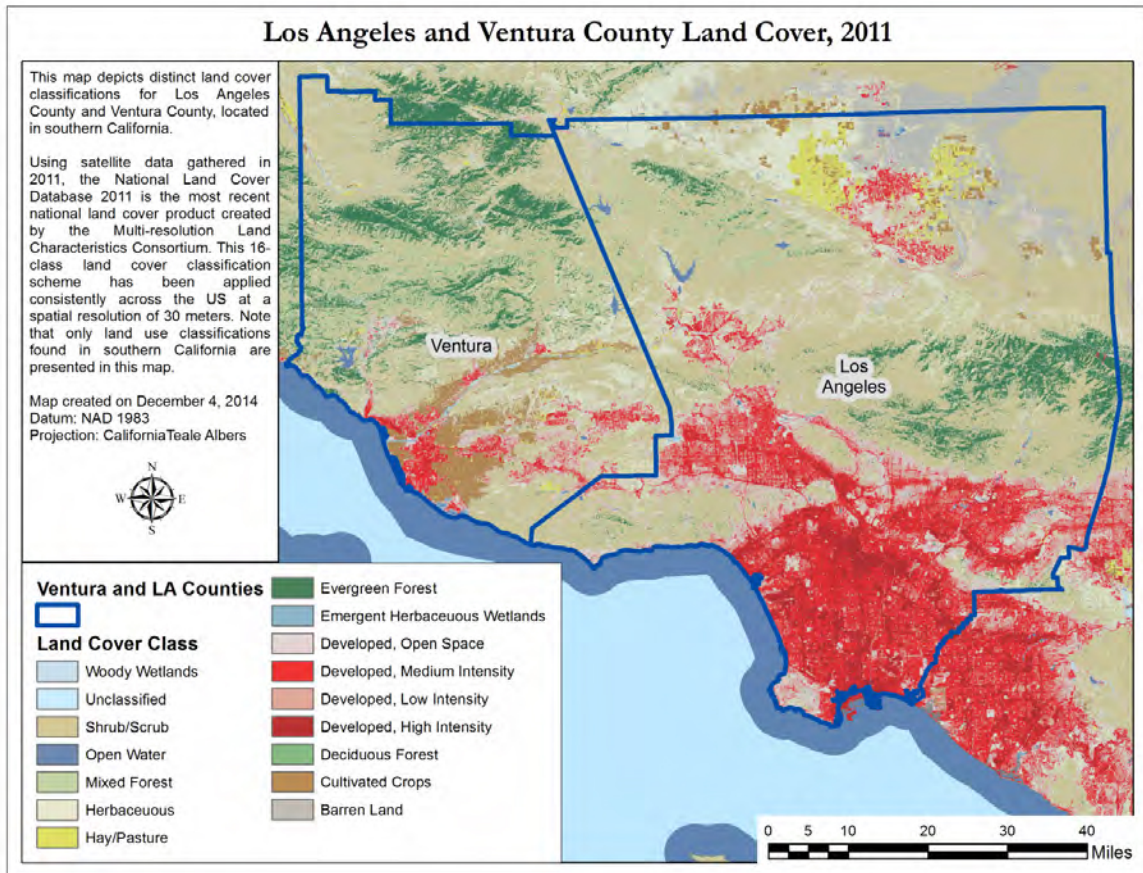 Los Angeles and Ventura County Land Cover, 2011
This map depicts distinct land cover
classifications for Los Angeles
County and Ventura County, located
in southern California.
Using satellite data gathered in
2011, the National Land Cover
Database 2011 is the most recent
national land cover product created
by the Multi-resolution Land
Characteristics Consortium. This 16-
class land cover classification
scheme has been applied
consistently across the US at a
spatial resolution of 30 meters. Note
that only land use classifications
found in southern California are
presented in this map.
Map created on December 4, 2014
Datum: NAD 1983
Projection: CaliforniaTeale Albers
N
W E
S
Ventura
Los
Angeles
Ventura and LA Counties
Land Cover Class
Woody Wetlands
Unclassified
Shrub/Scrub
Open Water
Mixed Forest
Herbaceuous
Hay/Pasture
Evergreen Forest
Emergent Herbaceuous Wetlands
Developed, Open Space
Developed, Medium Intensity
Developed, Low Intensity
Developed, High Intensity
Deciduous Forest
Cultivated Crops
Barren Land
0 5 10 20 30 40
Miles